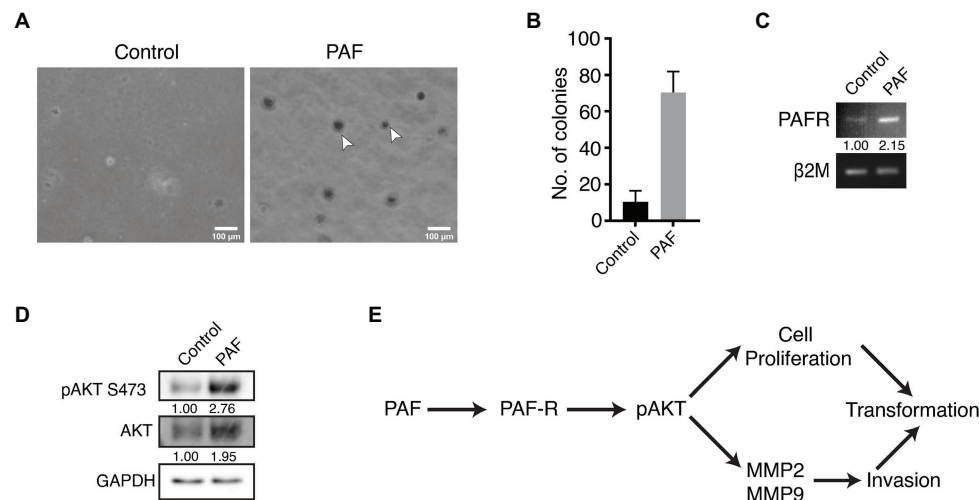 A
Control
PAF
100 µm
100 µm
B
No. of colonies
100
80
60
40
20
0
Control
PAF
C
Control
PAF
PAFR
1.00 2.15
β2M
D
Control
PAF
pAKT S473
1.00 2.76
AKT
1.00 1.95
GAPDH
E
PAF
PAF-R
pAKT
Cell
Proliferation
MMP2
MMP9
Invasion
Transformation